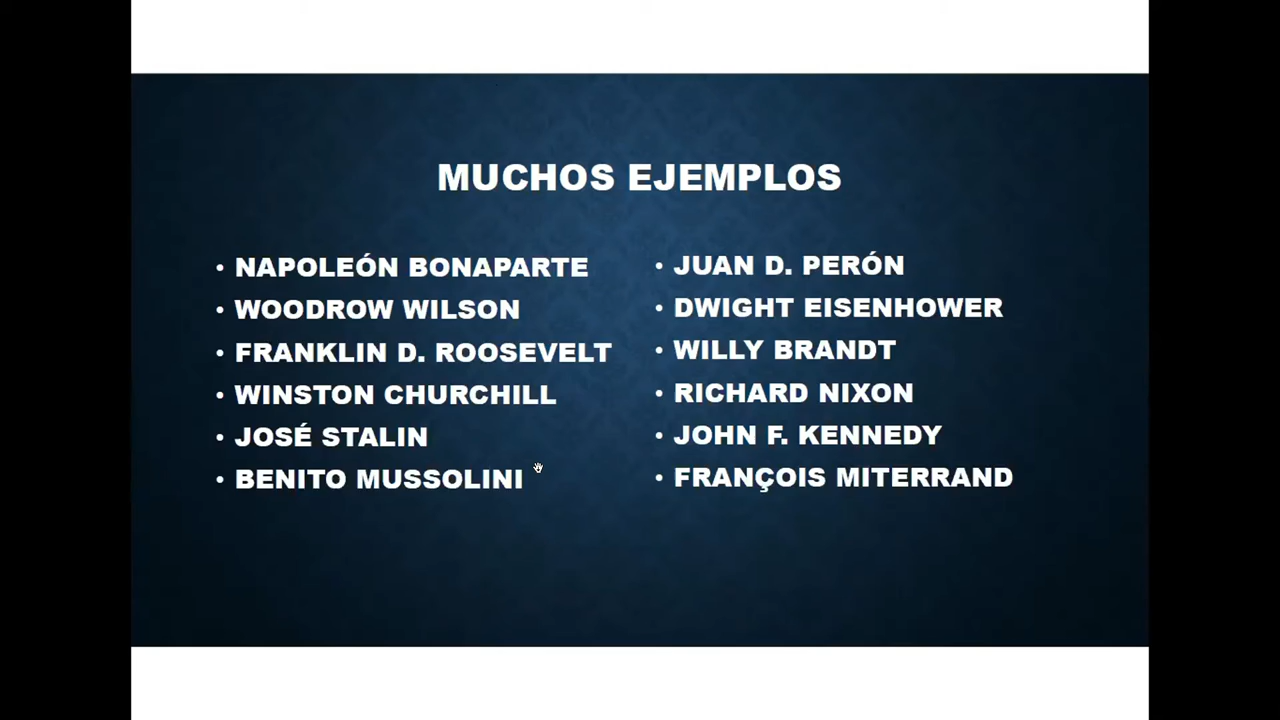 MUCHOS EJEMPLOS
• NAPOLEÓN BONAPARTE
• WOODROW WILSON
• FRANKLIN D. ROOSEVELT
• WINSTON CHURCHILL
• JOSÉ STALIN
• BENITO MUSSOLINI
• JUAN D. PERÓN
• DWIGHT EISENHOWER
• WILLY BRANDT
• RICHARD NIXON
• JOHN F. KENNEDY
• FRANÇOIS MITERRAND